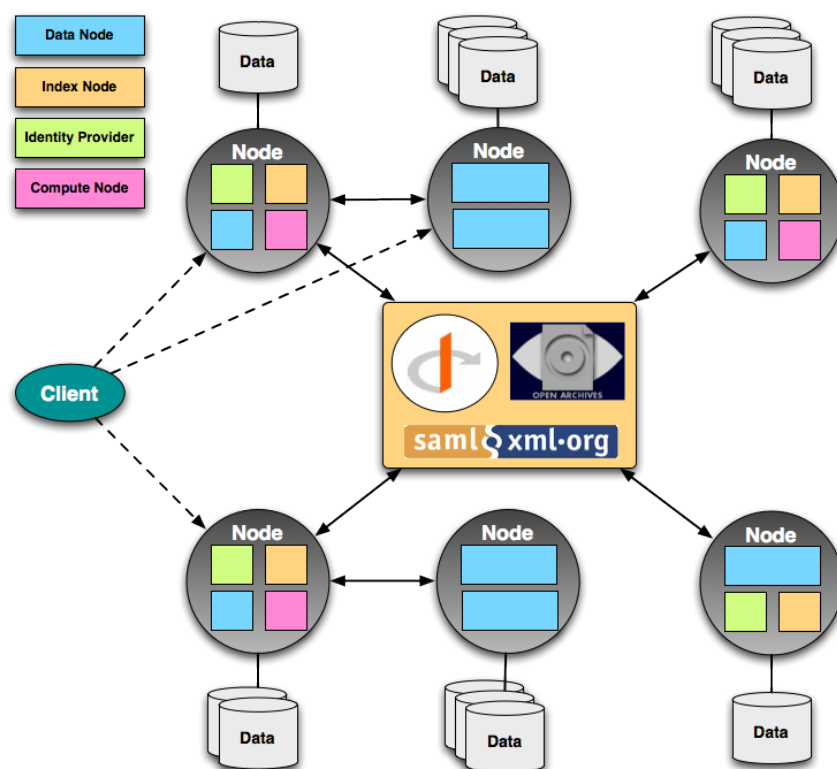 Data Node
Index Node
Identity Provider
Compute Node
Data
Data
Data
Node
Node
Node
Client
OPEN ARCHIVES
saml xml·org
Node
Node
Node
Data
Data
Data